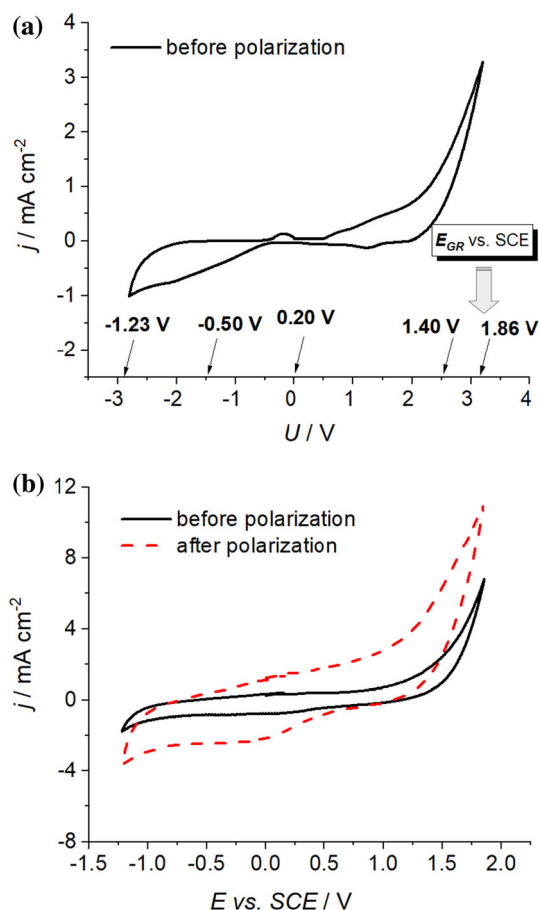 (a)
before polarization
j / mA cm-2
4
3
2
1
0
-1
-2
EGR vs. SCE
-1.23 V
-0.50 V
0.20 V
1.40 V
1.86 V
-3 -2 -1 0 1 2 3 4
U / V
(b)
before polarization
after polarization
j / mA cm-2
12
8
4
0
-4
-8
-1.5 -1.0 -0.5 0.0 0.5 1.0 1.5 2.0
E vs. SCE / V